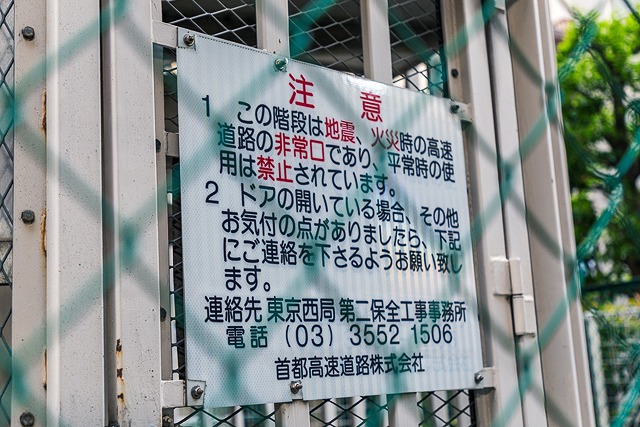 注意
1 この階段は地震、火災時の高速
道路の非常口であり、平常時の使
用は禁止されています。
2 ドアの開いている場合、その他
お気付の点がありましたら、下記
にご連絡を下さるようお願い致し
ます。
連絡先 東京西局 第二保全工事事務所
電話 (03) 3552 1506
首都高速道路株式会社